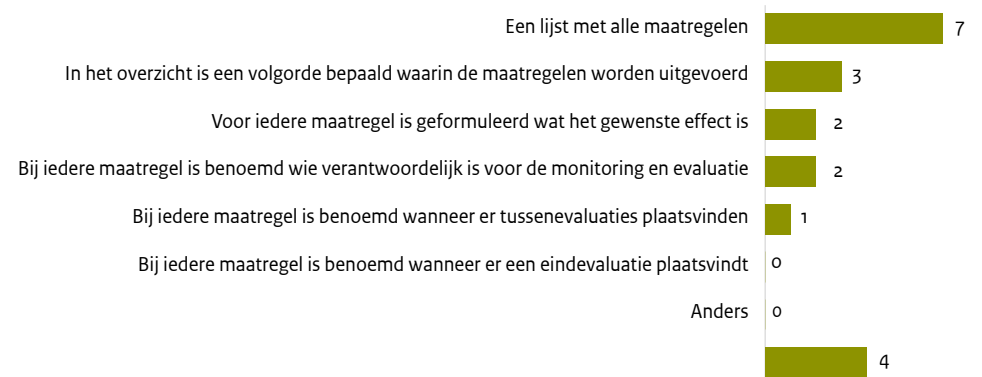 Een lijst met alle maatregelen 7
In het overzicht is een volgorde bepaald waarin de maatregelen worden uitgevoerd 3
Voor iedere maatregel is geformuleerd wat het gewenste effect is 2
Bij iedere maatregel is benoemd wie verantwoordelijk is voor de monitoring en evaluatie 2
Bij iedere maatregel is benoemd wanneer er tussenevaluaties plaatsvinden 1
Bij iedere maatregel is benoemd wanneer er een eindevaluatie plaatsvindt 0
Anders 0
4